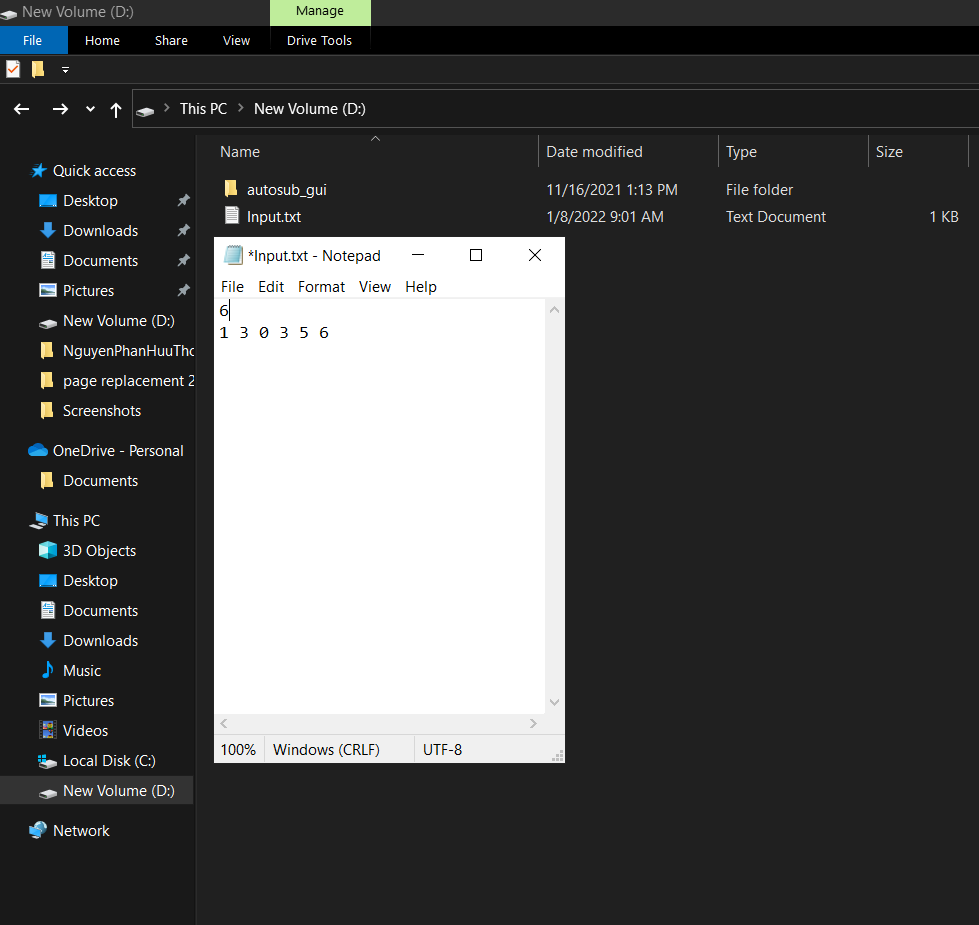 New Volume (D:)
Manage
File Home Share View Drive Tools
This PC New Volume (D:)
Name Date modified Type Size
autosub_gui 11/16/2021 1:13 PM File folder
Input.txt 1/8/2022 9:01 AM Text Document 1 KB
*Input.txt - Notepad
File Edit Format View Help
6
1 3 0 3 5 6
100% Windows (CRLF) UTF-8
Quick access
Desktop
Downloads
Documents
Pictures
New Volume (D:)
NguyenPhanHuuTho
page replacement 2
Screenshots
OneDrive - Personal
Documents
This PC
3D Objects
Desktop
Documents
Downloads
Music
Pictures
Videos
Local Disk (C:)
New Volume (D:)
Network